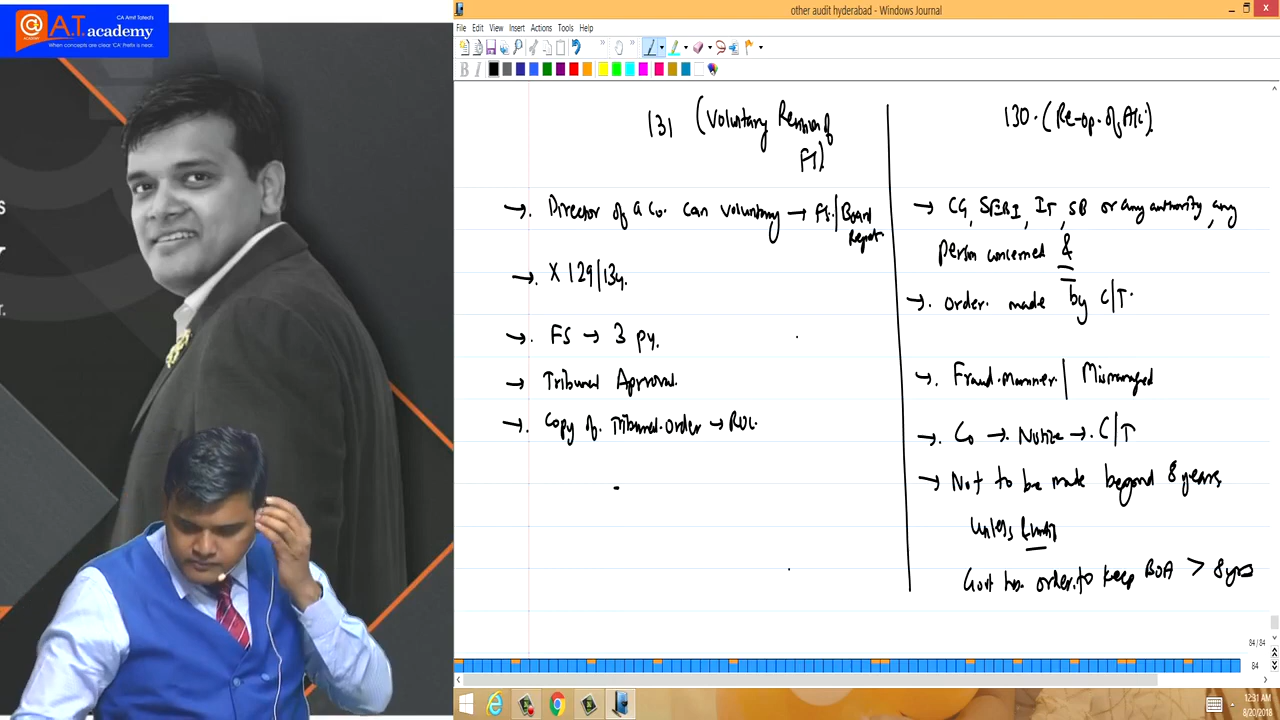 CA Amit Tated's
A.T. academy
ACADEMY
When concepts are clear 'CA' Prefix is near.
other audit hyderabad - Windows Journal
File Edit View Insert Actions Tools Help
131 (Voluntary Revision of
FS)
→ Director of a Co. can voluntary → FS./Board
Report
→ X 129/134.
→ FS → 3 py.
→ Tribunal Approval.
→ Copy of Tribunal order → ROC.
130. (Re-op. of A/c).
→ CG, SEBI, IT, SB or any authority, any
person concerned &
→ order made by C/T.
→ Fraud. manner / Mismanaged
→ Co → Notice → C/T
→ Not to be made beyond 8 years
unless
Govt has order to keep BOA > 8 yrs
84 / 84
84
12:31 AM
8/20/2018